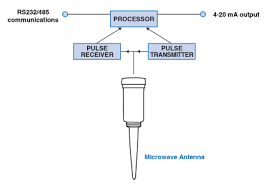 RS232/485
communications
PROCESSOR
4-20 mA output
PULSE
RECEIVER
PULSE
TRANSMITTER
Microwave Antenna